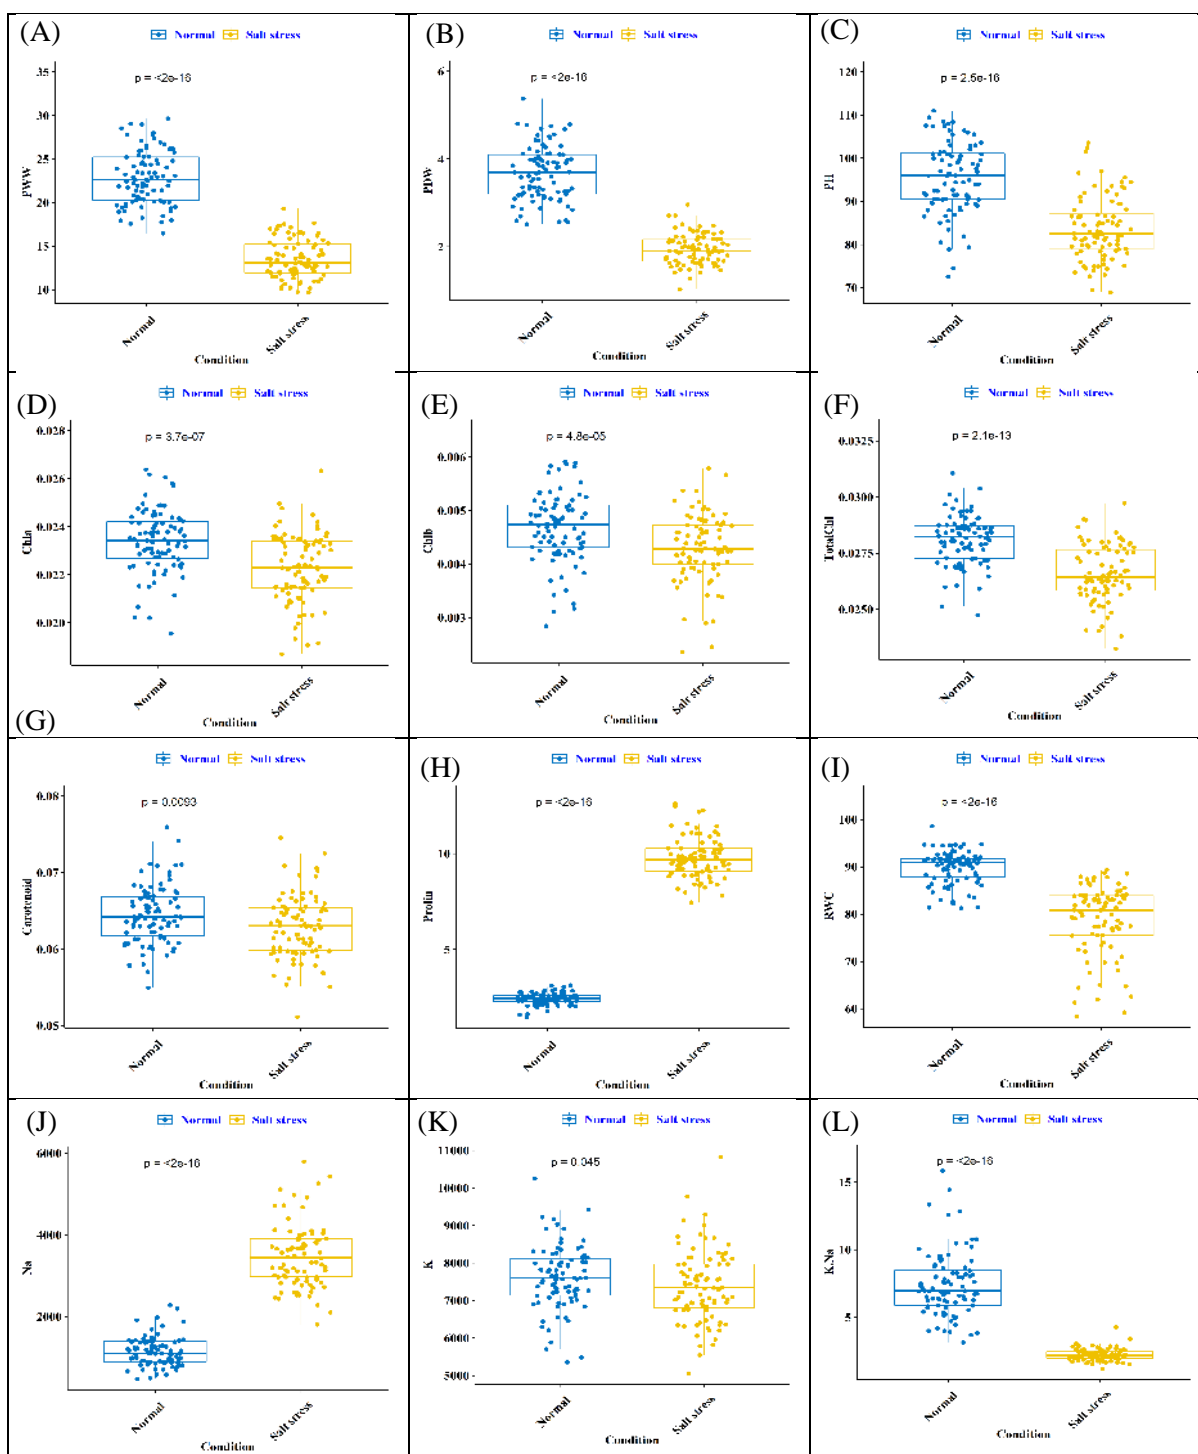 (A)
Normal Salt stress
p = <2e-16
PWW
35
30
25
20
15
10
Normal
Salt stress
Condition
(B)
Normal Salt stress
p = <2e-16
PDW
6
4
2
Normal
Salt stress
Condition
(C)
Normal Salt stress
p = 2.5e-16
PH
120
110
100
90
80
70
Normal
Salt stress
Condition
(D)
Normal Salt stress
p = 3.7e-07
Chla
0.028
0.026
0.024
0.022
0.020
Normal
Salt stress
Condition
(E)
Normal Salt stress
p = 4.8e-05
Chlb
0.006
0.005
0.004
0.003
Normal
Salt stress
Condition
(F)
Normal Salt stress
p = 2.1e-13
TotalChl
0.0325
0.0300
0.0275
0.0250
Normal
Salt stress
Condition
(G)
Normal Salt stress
p = 0.0093
Carotenoid
0.08
0.07
0.06
0.05
Normal
Salt stress
Condition
(H)
Normal Salt stress
p = <2e-16
Prolin
10
5
Normal
Salt stress
Condition
(I)
Normal Salt stress
p = <2e-16
RWC
100
90
80
70
60
Normal
Salt stress
Condition
(J)
Normal Salt stress
p = <2e-16
Na
6000
4000
2000
Normal
Salt stress
Condition
(K)
Normal Salt stress
p = 0.045
K
11000
10000
9000
8000
7000
6000
5000
Normal
Salt stress
Condition
(L)
Normal Salt stress
p = <2e-16
K.Na
15
10
5
Normal
Salt stress
Condition